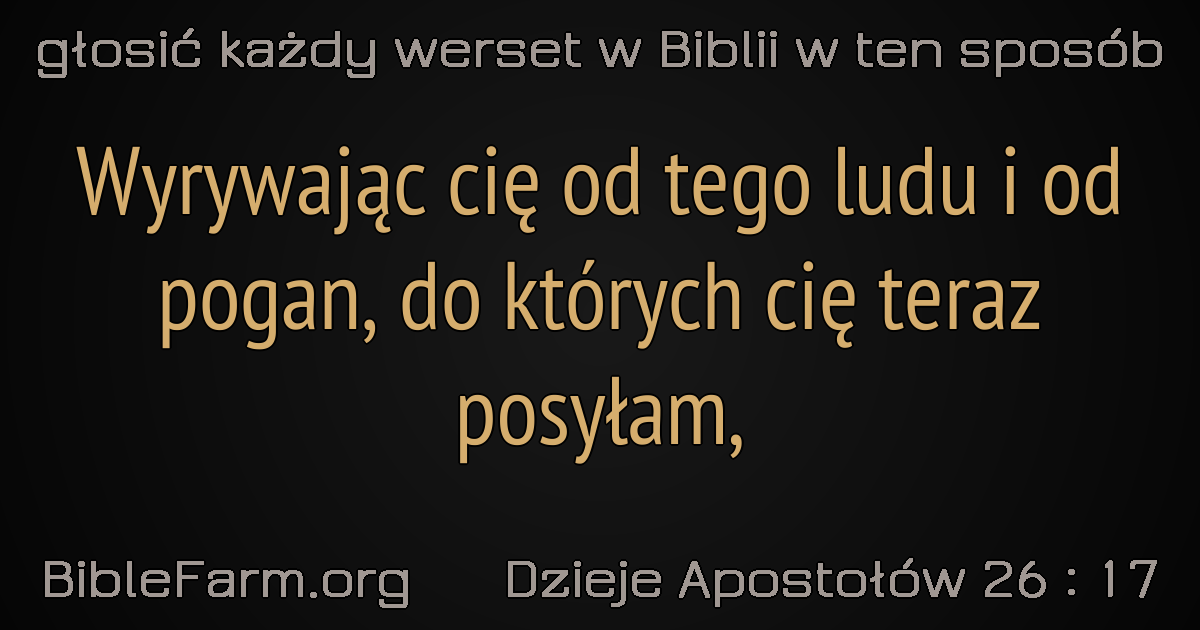 głosić każdy werset w Biblii w ten sposób
Wyrywając cię od tego ludu i od
pogan, do których cię teraz
posyłam,
BibleFarm.org Dzieje Apostołów 26 : 17